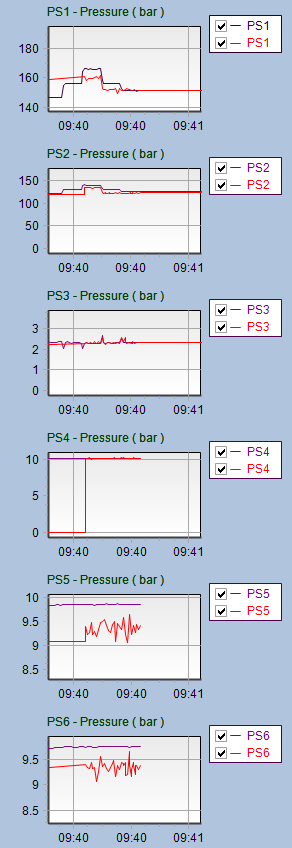 PS1 - Pressure ( bar )
180
160
140
09:40 09:40 09:41
PS1
PS1
PS2 - Pressure ( bar )
150
100
50
0
09:40 09:40 09:41
PS2
PS2
PS3 - Pressure ( bar )
3
2
1
0
09:40 09:40 09:41
PS3
PS3
PS4 - Pressure ( bar )
10
5
0
09:40 09:40 09:41
PS4
PS4
PS5 - Pressure ( bar )
10
9.5
9
8.5
09:40 09:40 09:41
PS5
PS5
PS6 - Pressure ( bar )
9.5
9
8.5
09:40 09:40 09:41
PS6
PS6